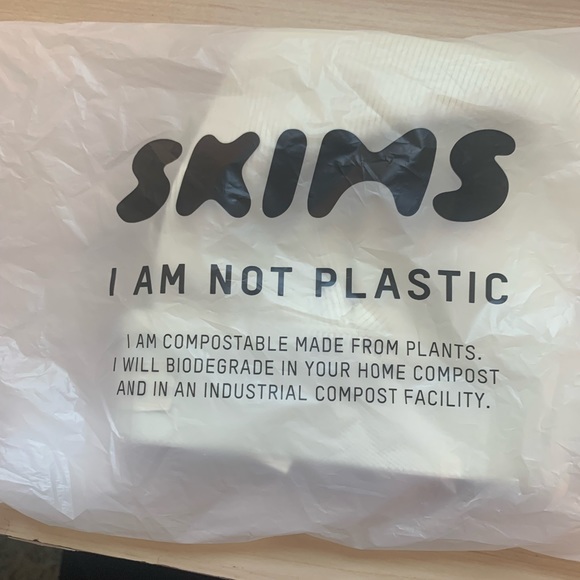 SKIMS
I AM NOT PLASTIC
I AM COMPOSTABLE MADE FROM PLANTS.
I WILL BIODEGRADE IN YOUR HOME COMPOST
AND IN AN INDUSTRIAL COMPOST FACILITY.